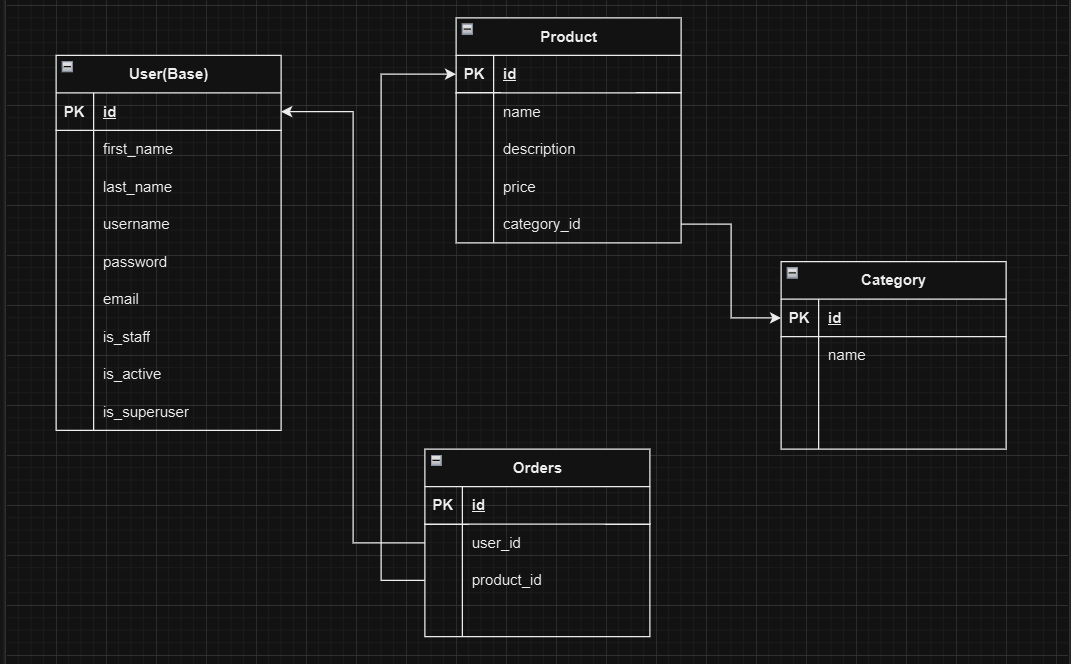 User(Base)
PK id
first_name
last_name
username
password
email
is_staff
is_active
is_superuser
Product
PK id
name
description
price
category_id
Category
PK id
name
Orders
PK id
user_id
product_id